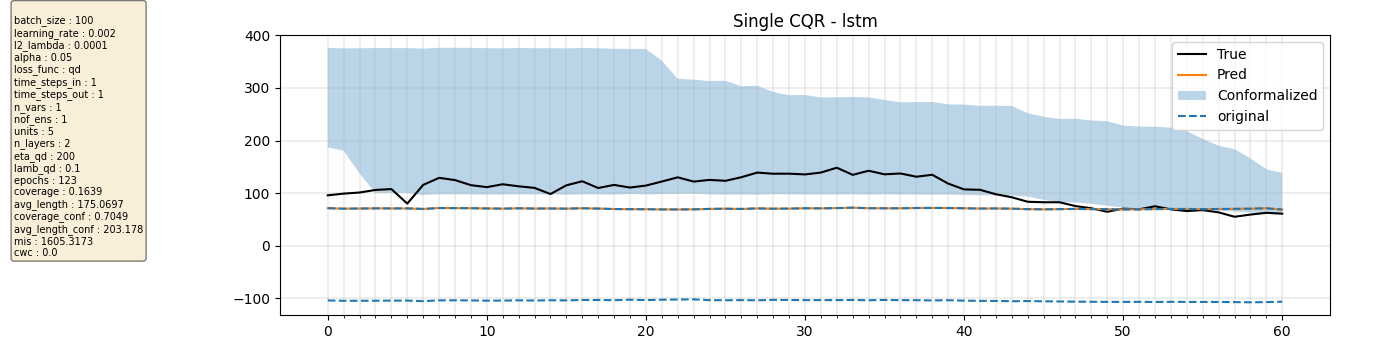 batch_size : 100
learning_rate : 0.002
l2_lambda : 0.0001
alpha : 0.05
loss_func : qd
time_steps_in : 1
time_steps_out : 1
n_vars : 1
nof_ens : 1
units : 5
n_layers : 2
eta_qd : 200
lamb_qd : 0.1
epochs : 123
coverage : 0.1639
avg_length : 175.0697
coverage_conf : 0.7049
avg_length_conf : 203.178
mis : 1605.3173
cwc : 0.0
Single CQR - lstm
400
300
200
100
0
−100
0 10 20 30 40 50 60
True
Pred
Conformalized
original